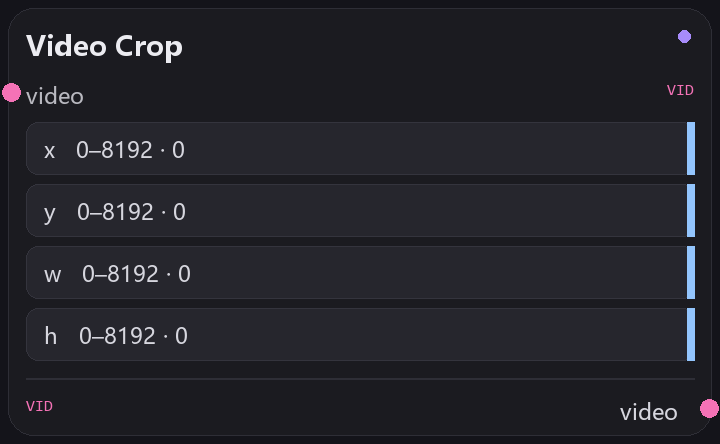 Video Crop
video VID
x 0–8192 · 0
y 0–8192 · 0
w 0–8192 · 0
h 0–8192 · 0
VID video